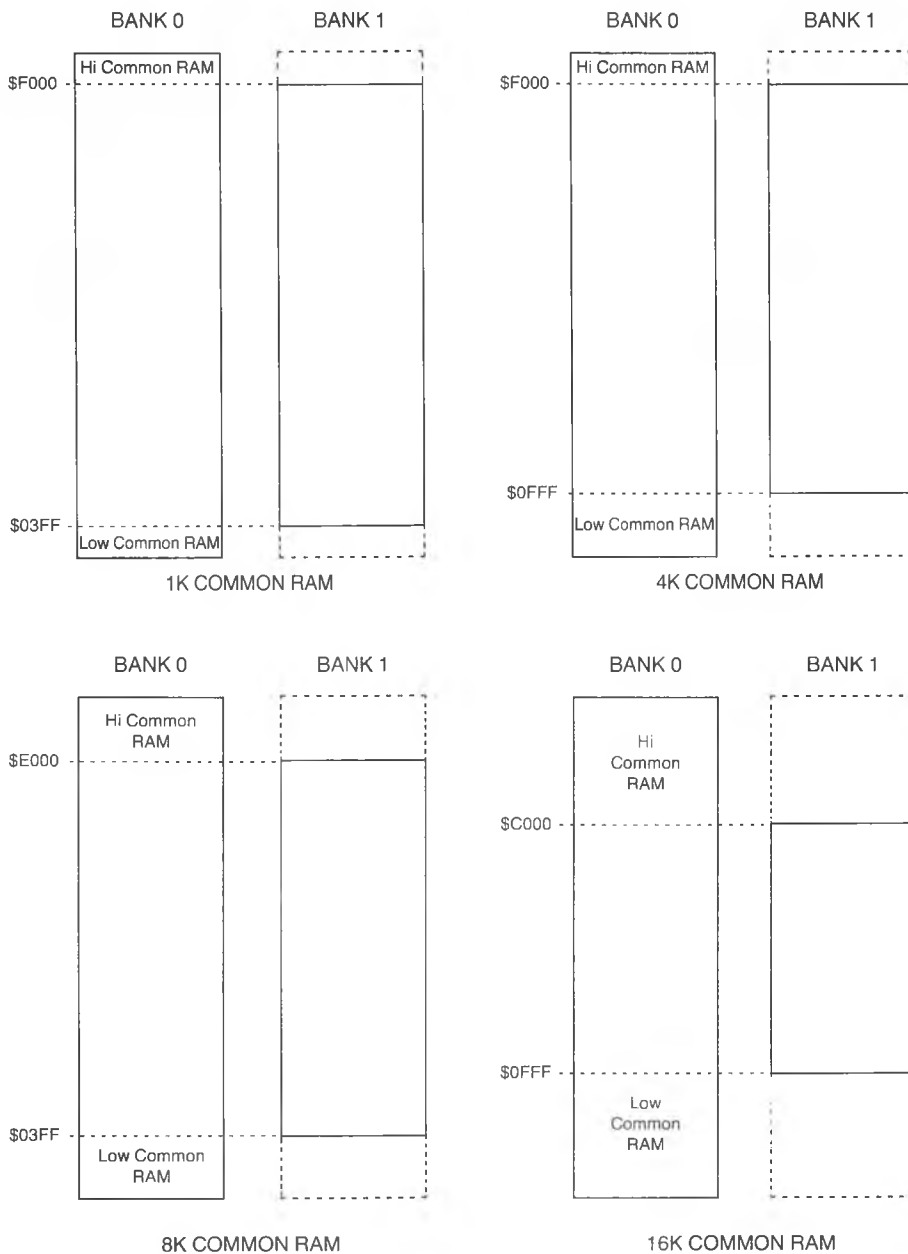 BANK 0
BANK 1
Hi Common RAM
$F000
$03FF
Low Common RAM
1K COMMON RAM
BANK 0
BANK 1
Hi Common RAM
$F000
$0FFF
Low Common RAM
4K COMMON RAM
BANK 0
BANK 1
Hi Common
RAM
$E000
$03FF
Low Common
RAM
8K COMMON RAM
BANK 0
BANK 1
Hi
Common
RAM
$C000
$0FFF
Low
Common
RAM
16K COMMON RAM